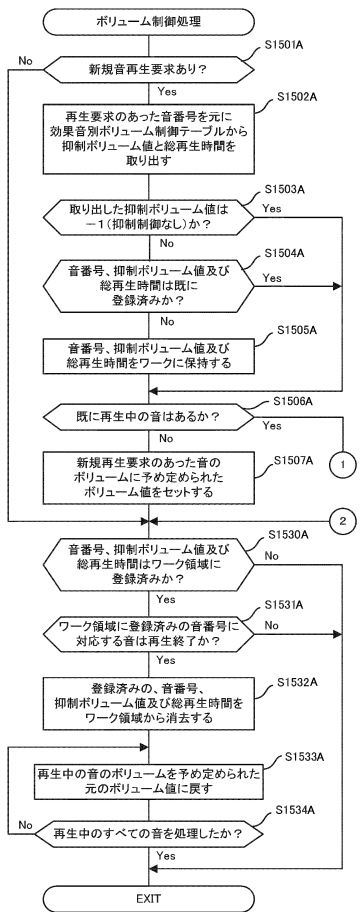 ボリューム制御処理
S1501A
新規音再生要求あり？
No
Yes
S1502A
再生要求のあった音番号を元に
効果音別ボリューム制御テーブルから
抑制ボリューム値と総再生時間を
取り出す
S1503A
取り出した抑制ボリューム値は
－1（抑制制御なし）か？
Yes
No
S1504A
音番号、抑制ボリューム値及び
総再生時間は既に
登録済みか？
Yes
No
S1505A
音番号、抑制ボリューム値及び
総再生時間をワークに保持する
S1506A
既に再生中の音はあるか？
Yes
No
1
S1507A
新規再生要求のあった音の
ボリュームに予め定められた
ボリューム値をセットする
2
S1530A
音番号、抑制ボリューム値及び
総再生時間はワーク領域に
登録済みか？
No
Yes
S1531A
ワーク領域に登録済みの音番号に
対応する音は再生終了か？
No
Yes
S1532A
登録済みの、音番号、
抑制ボリューム値及び総再生時間を
ワーク領域から消去する
S1533A
再生中の音のボリュームを予め定められた
元のボリューム値に戻す
S1534A
No
再生中のすべての音を処理したか？
Yes
EXIT